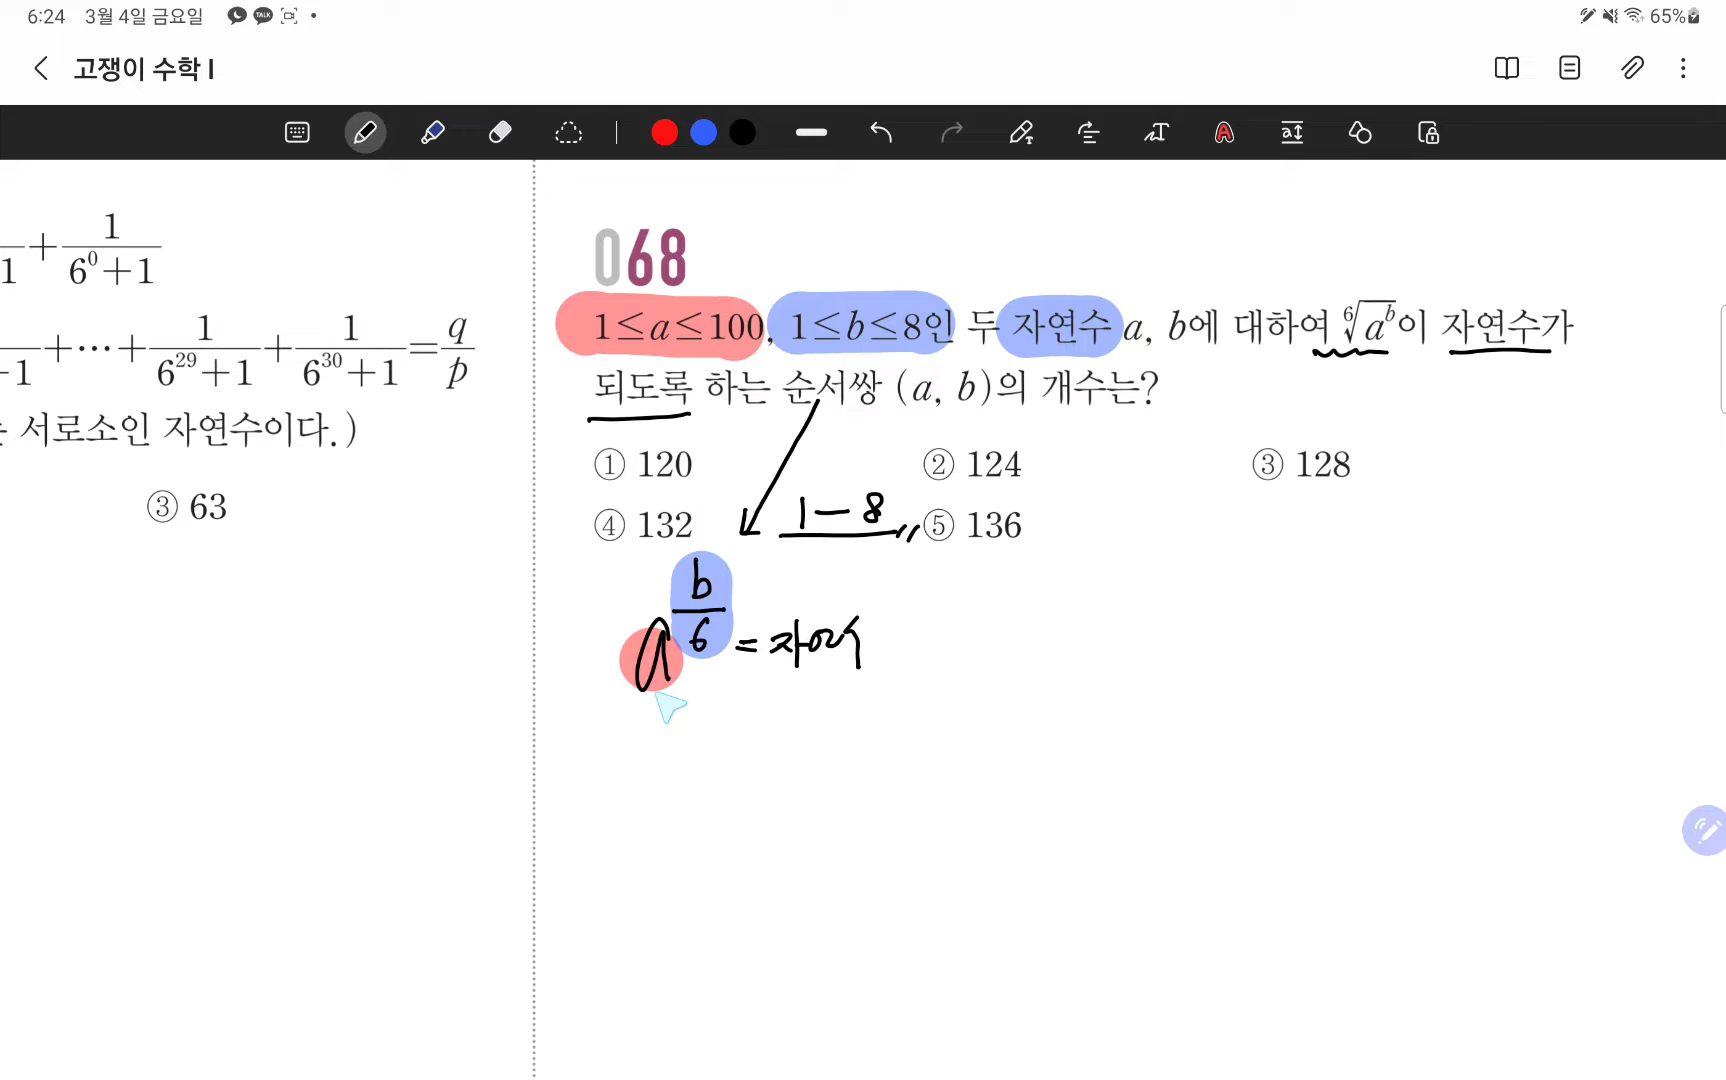 6:24 3월 4일 금요일 TALK 65%
고쟁이 수학 I
1 + 1/(6^0+1)
-1 + ⋯ + 1/(6^29+1) + 1/(6^30+1) = q/p
는 서로소인 자연수이다.)
③ 63
068
1≤a≤100, 1≤b≤8인 두 자연수 a, b에 대하여 ⁶√(a^b)이 자연수가
되도록 하는 순서쌍 (a, b)의 개수는?
① 120 ② 124 ③ 128
1 — 8
④ 132 ⑤ 136
a^(b/6) =